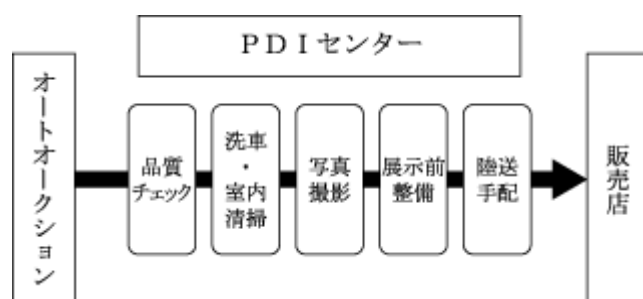 PDIセンター
オートオークション
品質
チェック
洗車
・
室内
清掃
写真
撮影
展示前
整備
陸送
手配
販売店